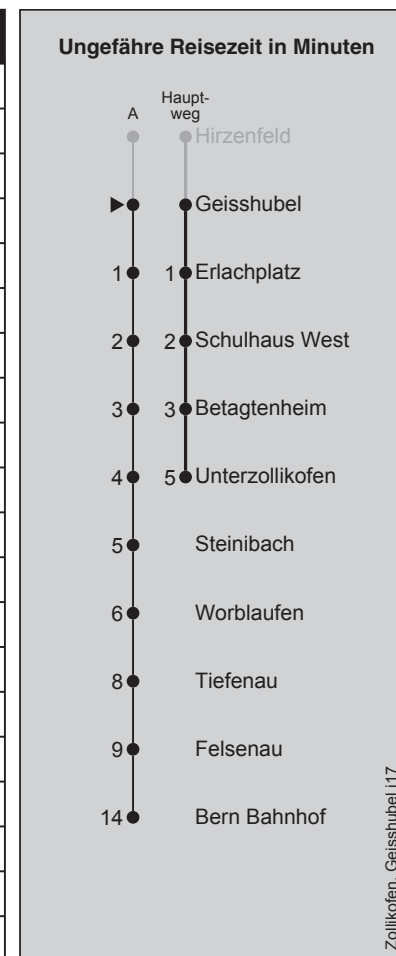 Ungefähre Reisezeit in Minuten
A
Haupt-
weg
Hirzenfeld
Geisshubel
1 1 Erlachplatz
2 2 Schulhaus West
3 3 Betagtenheim
4 5 Unterzollikofen
5 Steinibach
6 Worblaufen
8 Tiefenau
9 Felsenau
14 Bern Bahnhof
Zollikofen, Geisshubel i17